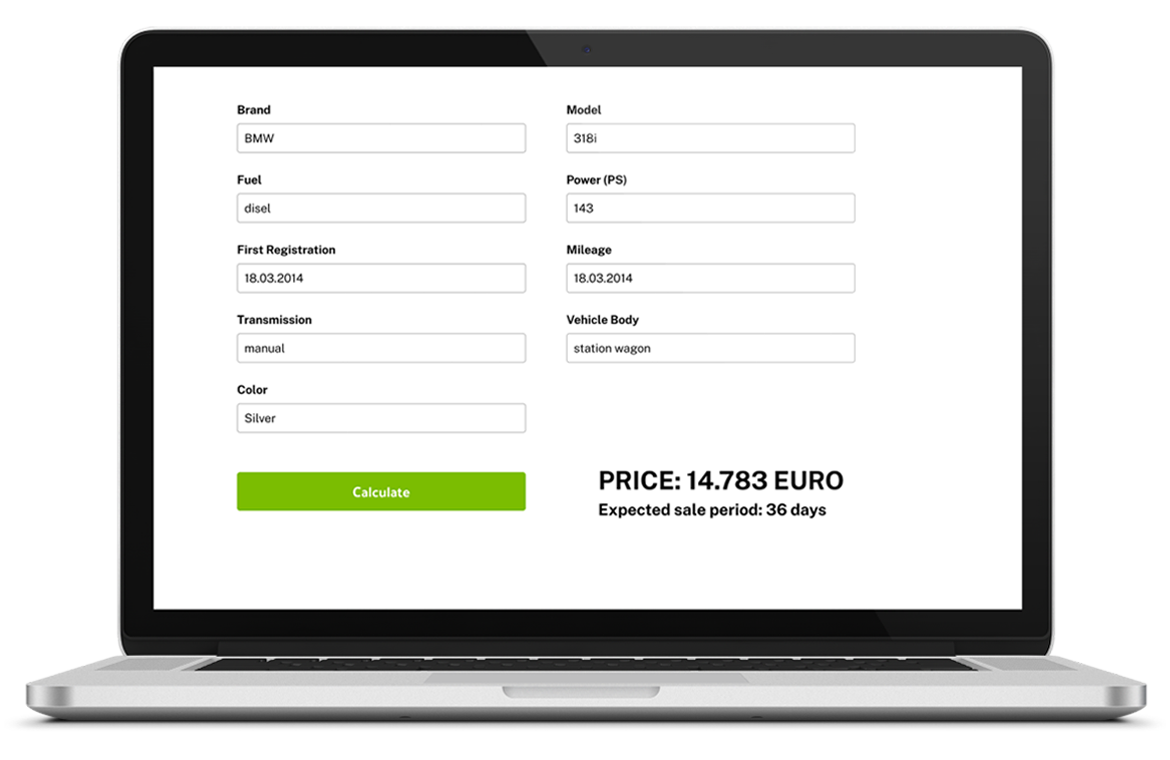 Brand
Model
BMW
318i
Fuel
Power (PS)
disel
143
First Registration
Mileage
18.03.2014
18.03.2014
Transmission
Vehicle Body
manual
station wagon
Color
Silver
Calculate
PRICE: 14.783 EURO
Expected sale period: 36 days